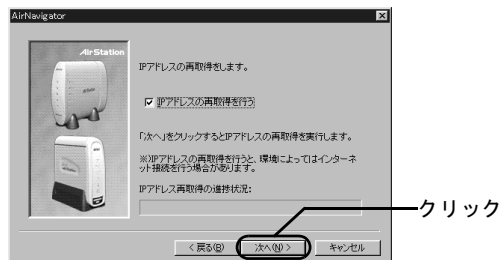 AirNavigator
AirStation
IPアドレスの再取得をします。
IPアドレスの再取得を行う
「次へ」をクリックするとIPアドレスの再取得を実行します。
※)IPアドレスの再取得を行うと、環境によってはインターネ
ット接続を行う場合があります。
IPアドレス再取得の進捗状況:
< 戻る(B)
次へ(N) >
キャンセル
クリック